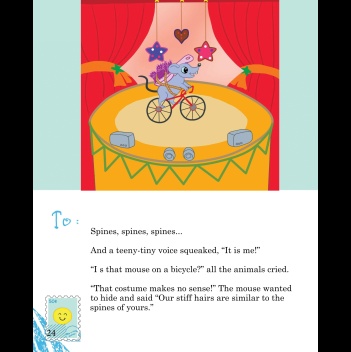 To:
Spines, spines, spines...
And a teeny-tiny voice squeaked, “It is me!”
“I s that mouse on a bicycle?” all the animals cried.
“That costume makes no sense!” The mouse wanted
to hide and said “Our stiff hairs are similar to the
spines of yours.”
24